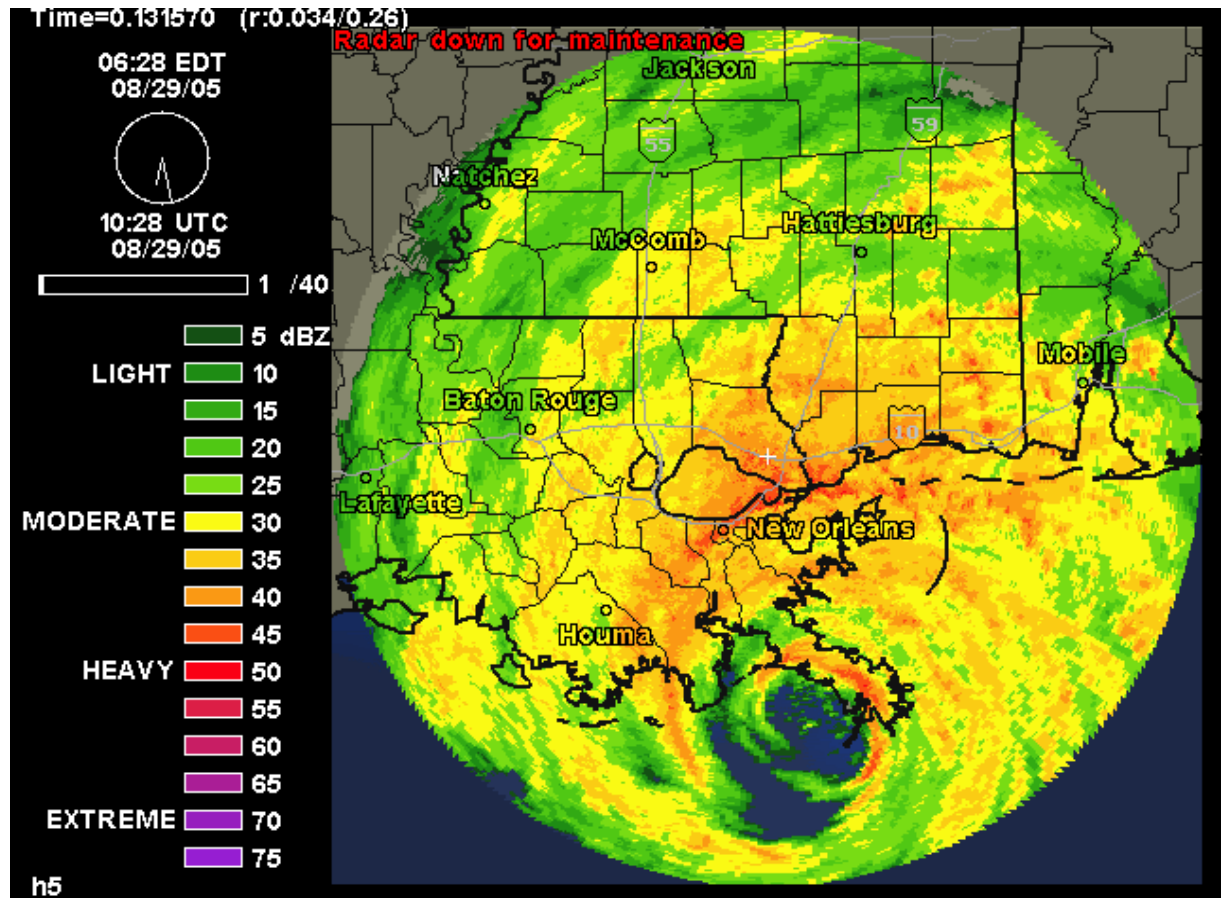 Time=0.131570 (r:0.034/0.26)
Radar down for maintenance
06:28 EDT
08/29/05
10:28 UTC
08/29/05
1 /40
5 dBZ
LIGHT 10
15
20
25
MODERATE 30
35
40
45
HEAVY 50
55
60
65
EXTREME 70
75
h5
Jackson
59
55
Natchez
Hattiesburg
McComb
Mobile
Baton Rouge
10
Lafayette
New Orleans
Houma